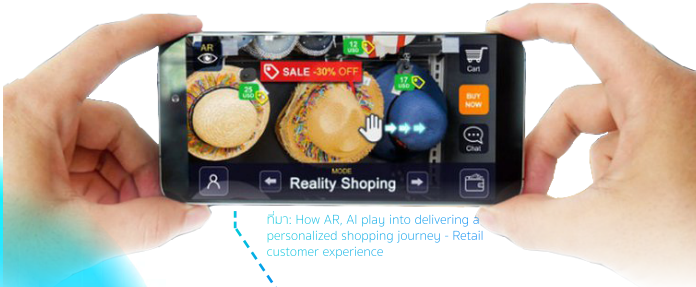 AR
12
USD
Cart
SALE -30% OFF
17
USD
25
USD
BUY
NOW
Chat
MODE
Reality Shoping
ที่มา: How AR, AI play into delivering a
personalized shopping journey - Retail
customer experience